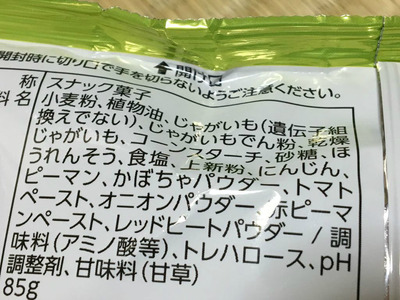 開け口
開封時に切り口で手を切らないようご注意ください。
称 スナック菓子
料 小麦粉、植物油、じゃがいも(遺伝子組
換えでない)、じゃがいもでん粉、乾燥
じゃがいも、コーンスターチ、砂糖、ほ
うれんそう、食塩、上新粉、にんじん、
ピーマン、かぼちゃパウダー、トマト
ペースト、オニオンパウダー、赤ピーマ
ンペースト、レッドビートパウダー / 調
味料(アミノ酸等)、トレハロース、pH
調整剤、甘味料(甘草)
85g